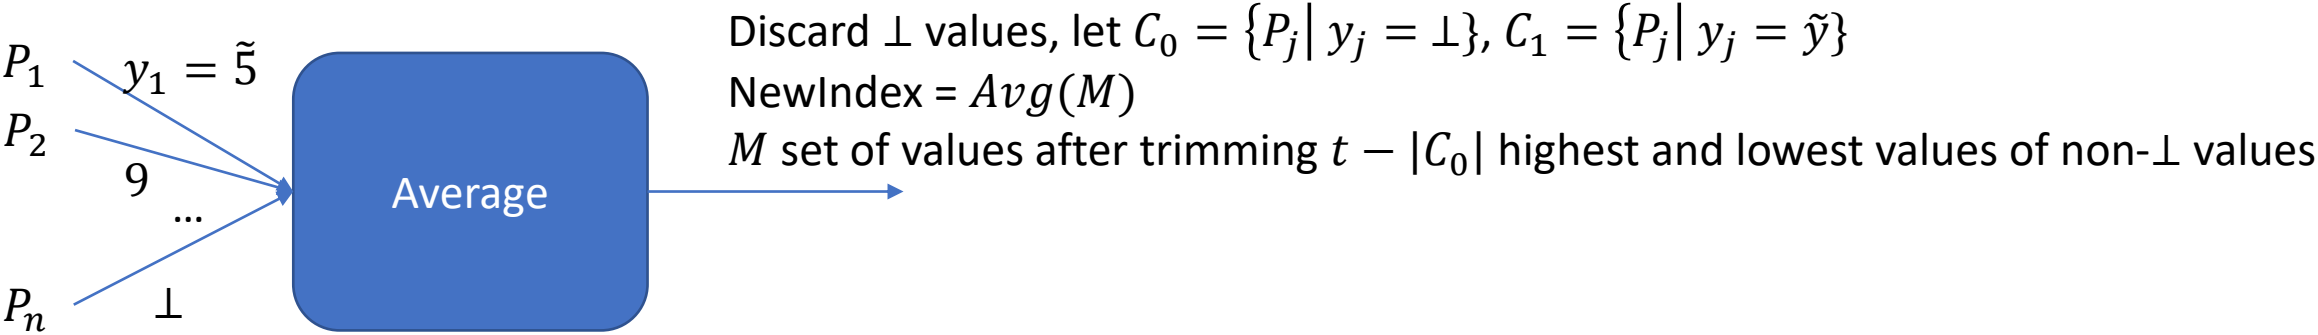 P₁
y₁ = 5̃
P₂
9
...
Pₙ
⊥
Average
Discard ⊥ values, let C₀ = {Pⱼ| yⱼ = ⊥}, C₁ = {Pⱼ| yⱼ = ỹ}
NewIndex = Avg(M)
M set of values after trimming t − |C₀| highest and lowest values of non-⊥ values